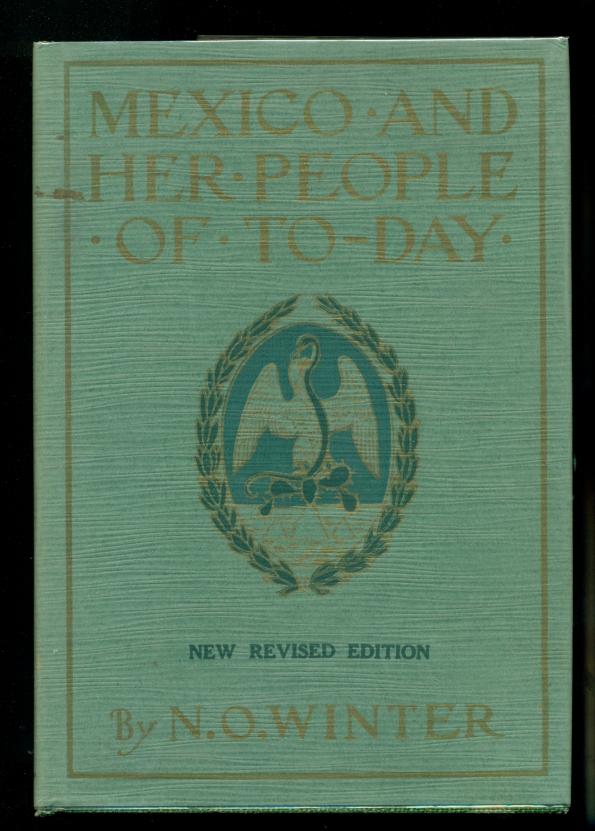 MEXICO · AND
HER · PEOPLE
· OF · TO-DAY ·
NEW REVISED EDITION
By N. O. WINTER